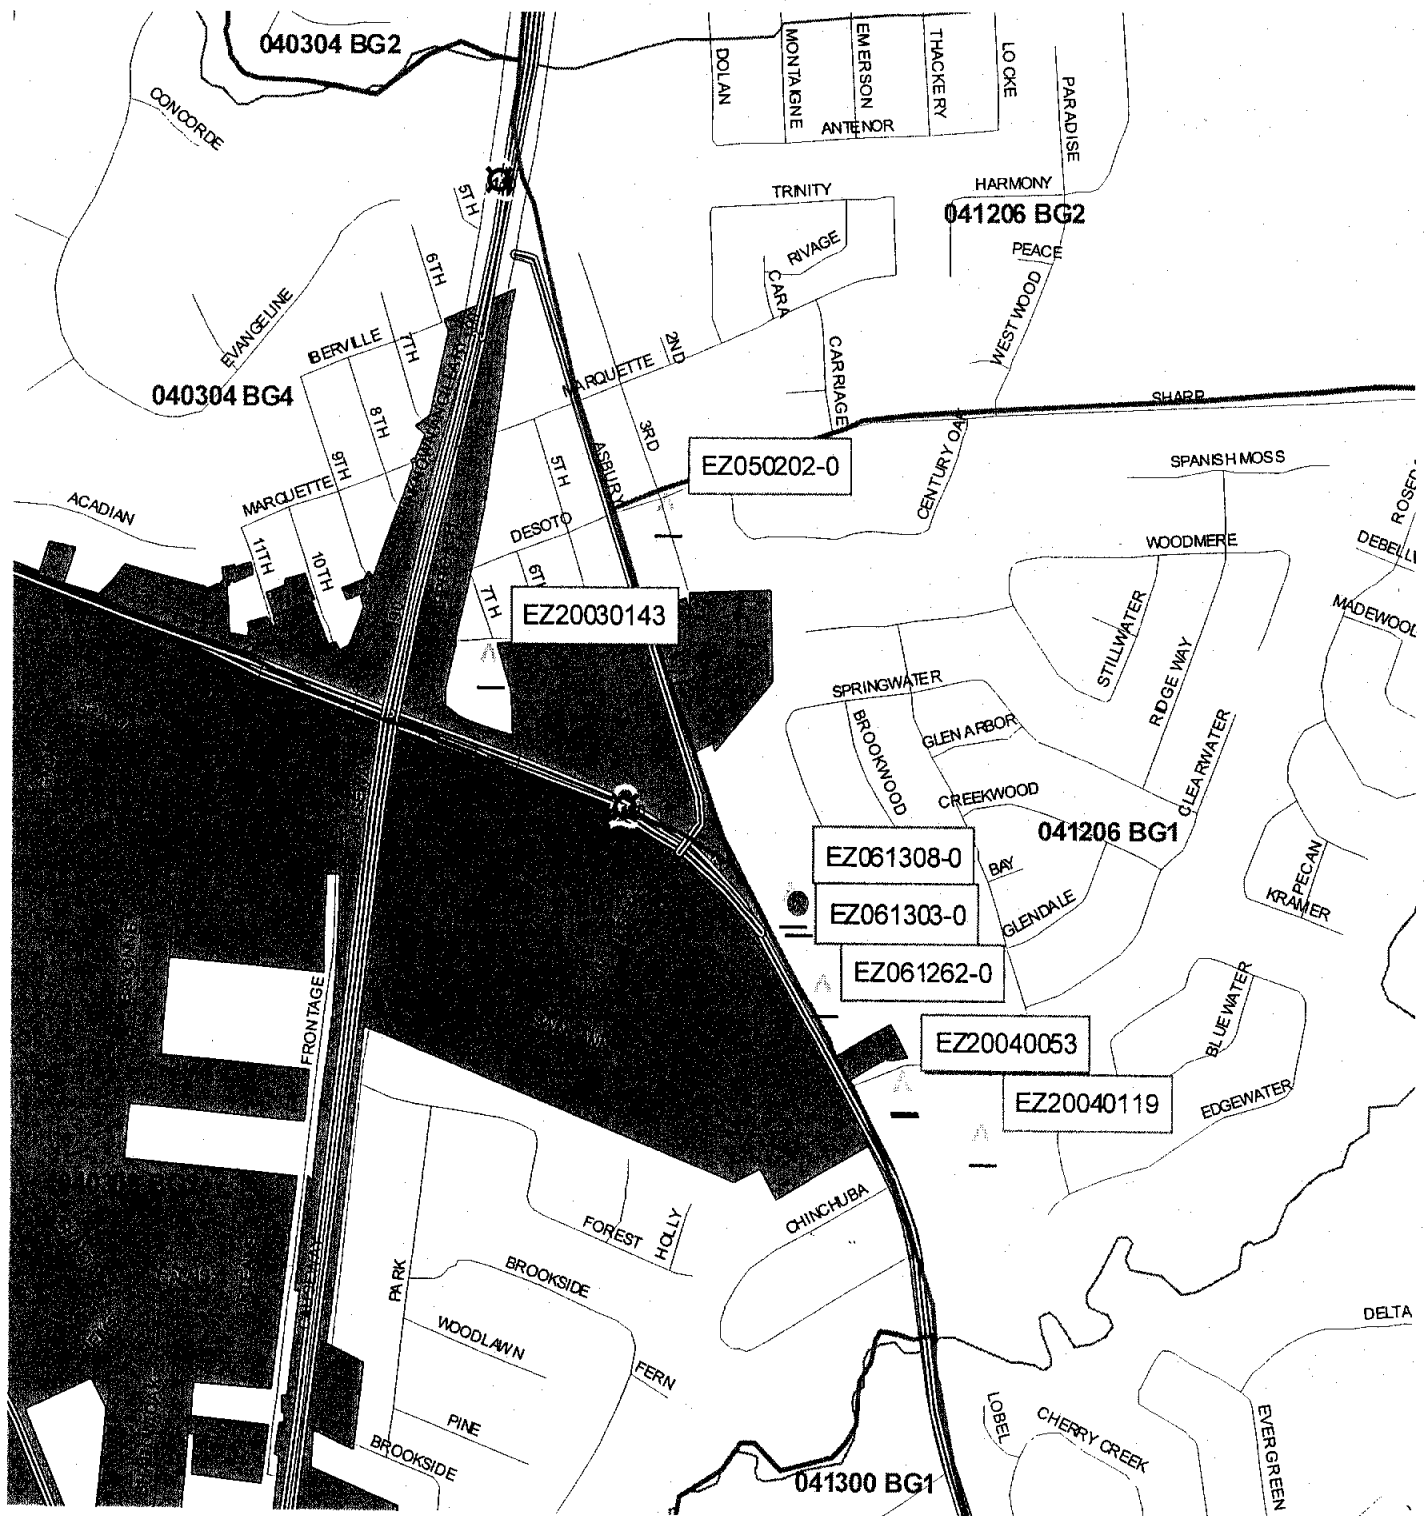 040304 BG2
DOLAN
MONTAIGNE
EMERSON
THACKERY
LOCKE
PARADISE
CONCORDE
ANTENOR
5TH
TRINITY
HARMONY
041206 BG2
RIVAGE
PEACE
6TH
CARA
WESTWOOD
EVANGELINE
IBERVILLE
7TH
2ND
MARQUETTE
CARRIAGE
040304 BG4
8TH
SHARP
3RD
9TH
5TH
ASBURY
EZ050202-0
CENTURY OAK
SPANISH MOSS
MARQUETTE
ACADIAN
DESOTO
WOODMERE
11TH
10TH
7TH
6TH
EZ20030143
STILLWATER
RIDGEWAY
SPRINGWATER
BROOKWOOD
GLEN ARBOR
CLEARWATER
CREEKWOOD
041206 BG1
EZ061308-0
BAY
PECAN
KRAMER
EZ061303-0
GLENDALE
EZ061262-0
FRONTAGE
BLUEWATER
EZ20040053
EZ20040119
EDGEWATER
CHINCHUBA
FOREST
HOLLY
BROOKSIDE
PARK
WOODLAWN
DELTA
FERN
PINE
LOBEL
CHERRY CREEK
EVERGREEN
BROOKSIDE
041300 BG1